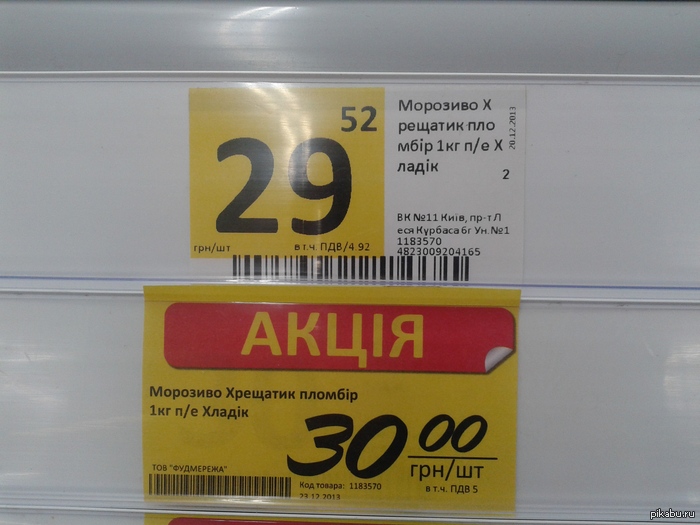 29 52
грн/шт
в т.ч. ПДВ/4.92
Морозиво Х
рещатик пло
мбір 1кг п/е Х
ладік
2
20.12.2013
ВК №11 Київ, пр-т Л
еся Курбаса 6г Ун.№1
1183570
4823009204165
АКЦІЯ
Морозиво Хрещатик пломбір
1кг п/е Хладік
30 00
грн/шт
ТОВ "ФУДМЕРЕЖА"
Код товара: 1183570
в т.ч. ПДВ 5
23.12.2013
pikabu.ru